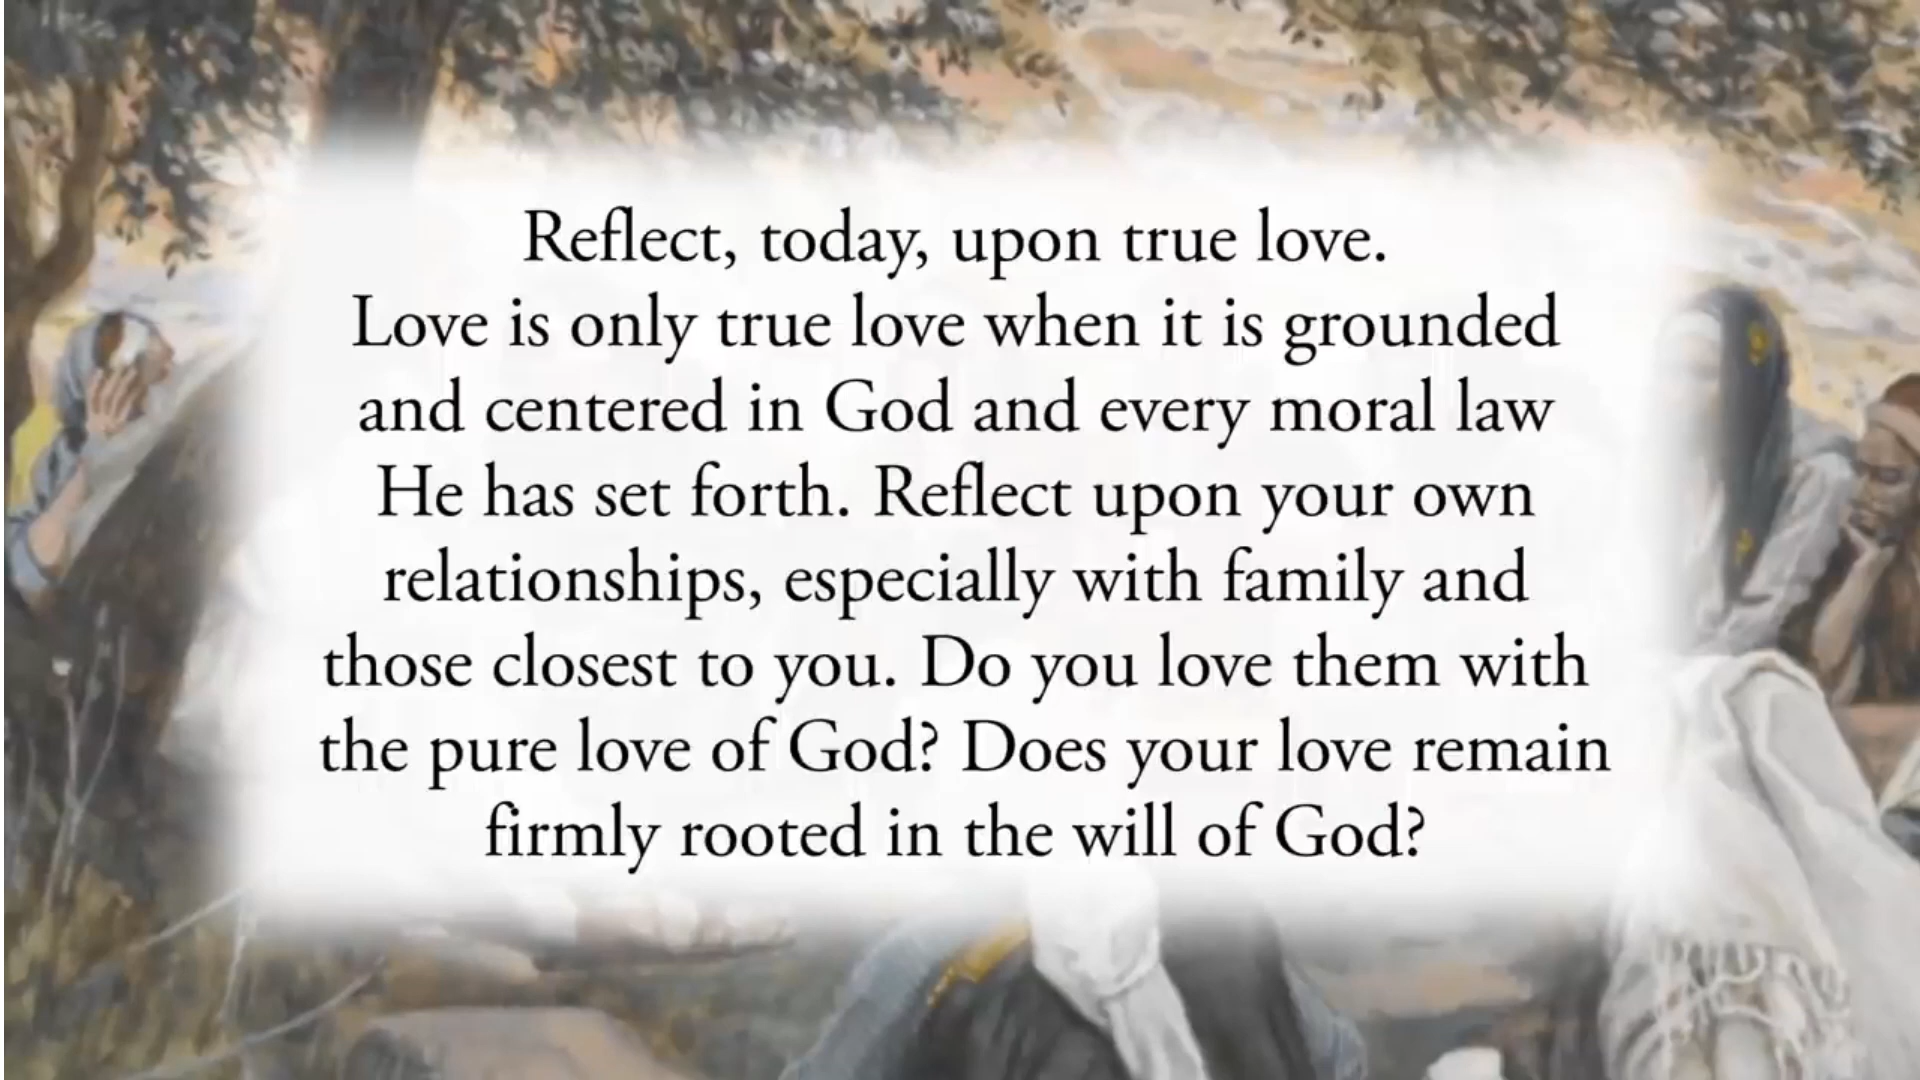 Reflect, today, upon true love.
Love is only true love when it is grounded
and centered in God and every moral law
He has set forth. Reflect upon your own
relationships, especially with family and
those closest to you. Do you love them with
the pure love of God? Does your love remain
firmly rooted in the will of God?